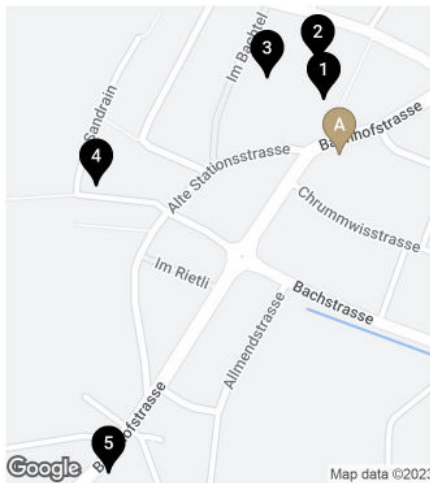 2
3
1
Im Bachtel
Sandrain
A
Bahnhofstrasse
4
Alte Stationsstrasse
Chrummwisstrasse
Im Rietli
Bachstrasse
Allmendstrasse
Bahnhofstrasse
5
Google
Map data ©2023